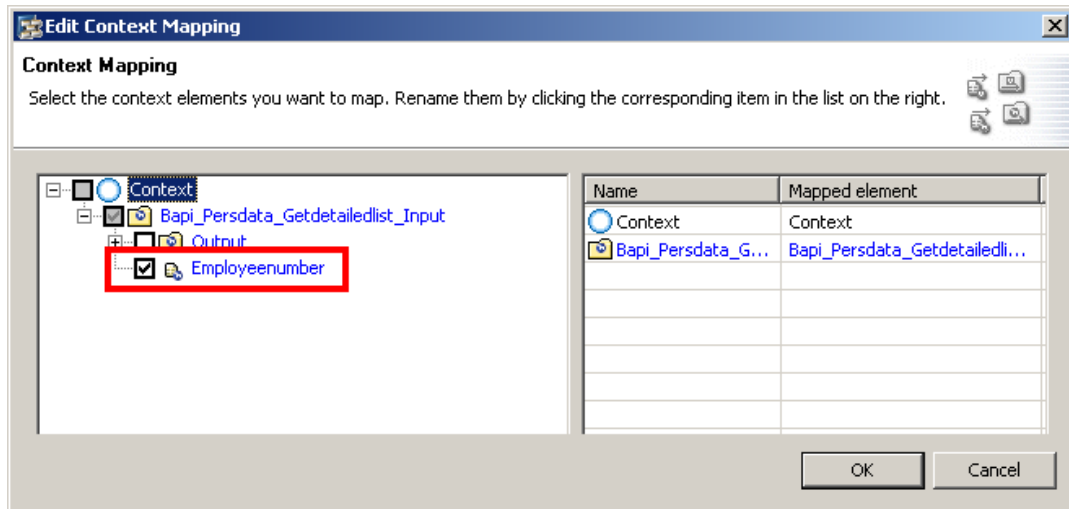 Edit Context Mapping
Context Mapping
Select the context elements you want to map. Rename them by clicking the corresponding item in the list on the right.
Context
Bapi_Persdata_Getdetailedlist_Input
Output
Employeenumber
Name Mapped element
Context Context
Bapi_Persdata_G... Bapi_Persdata_Getdetailedli...
OK Cancel